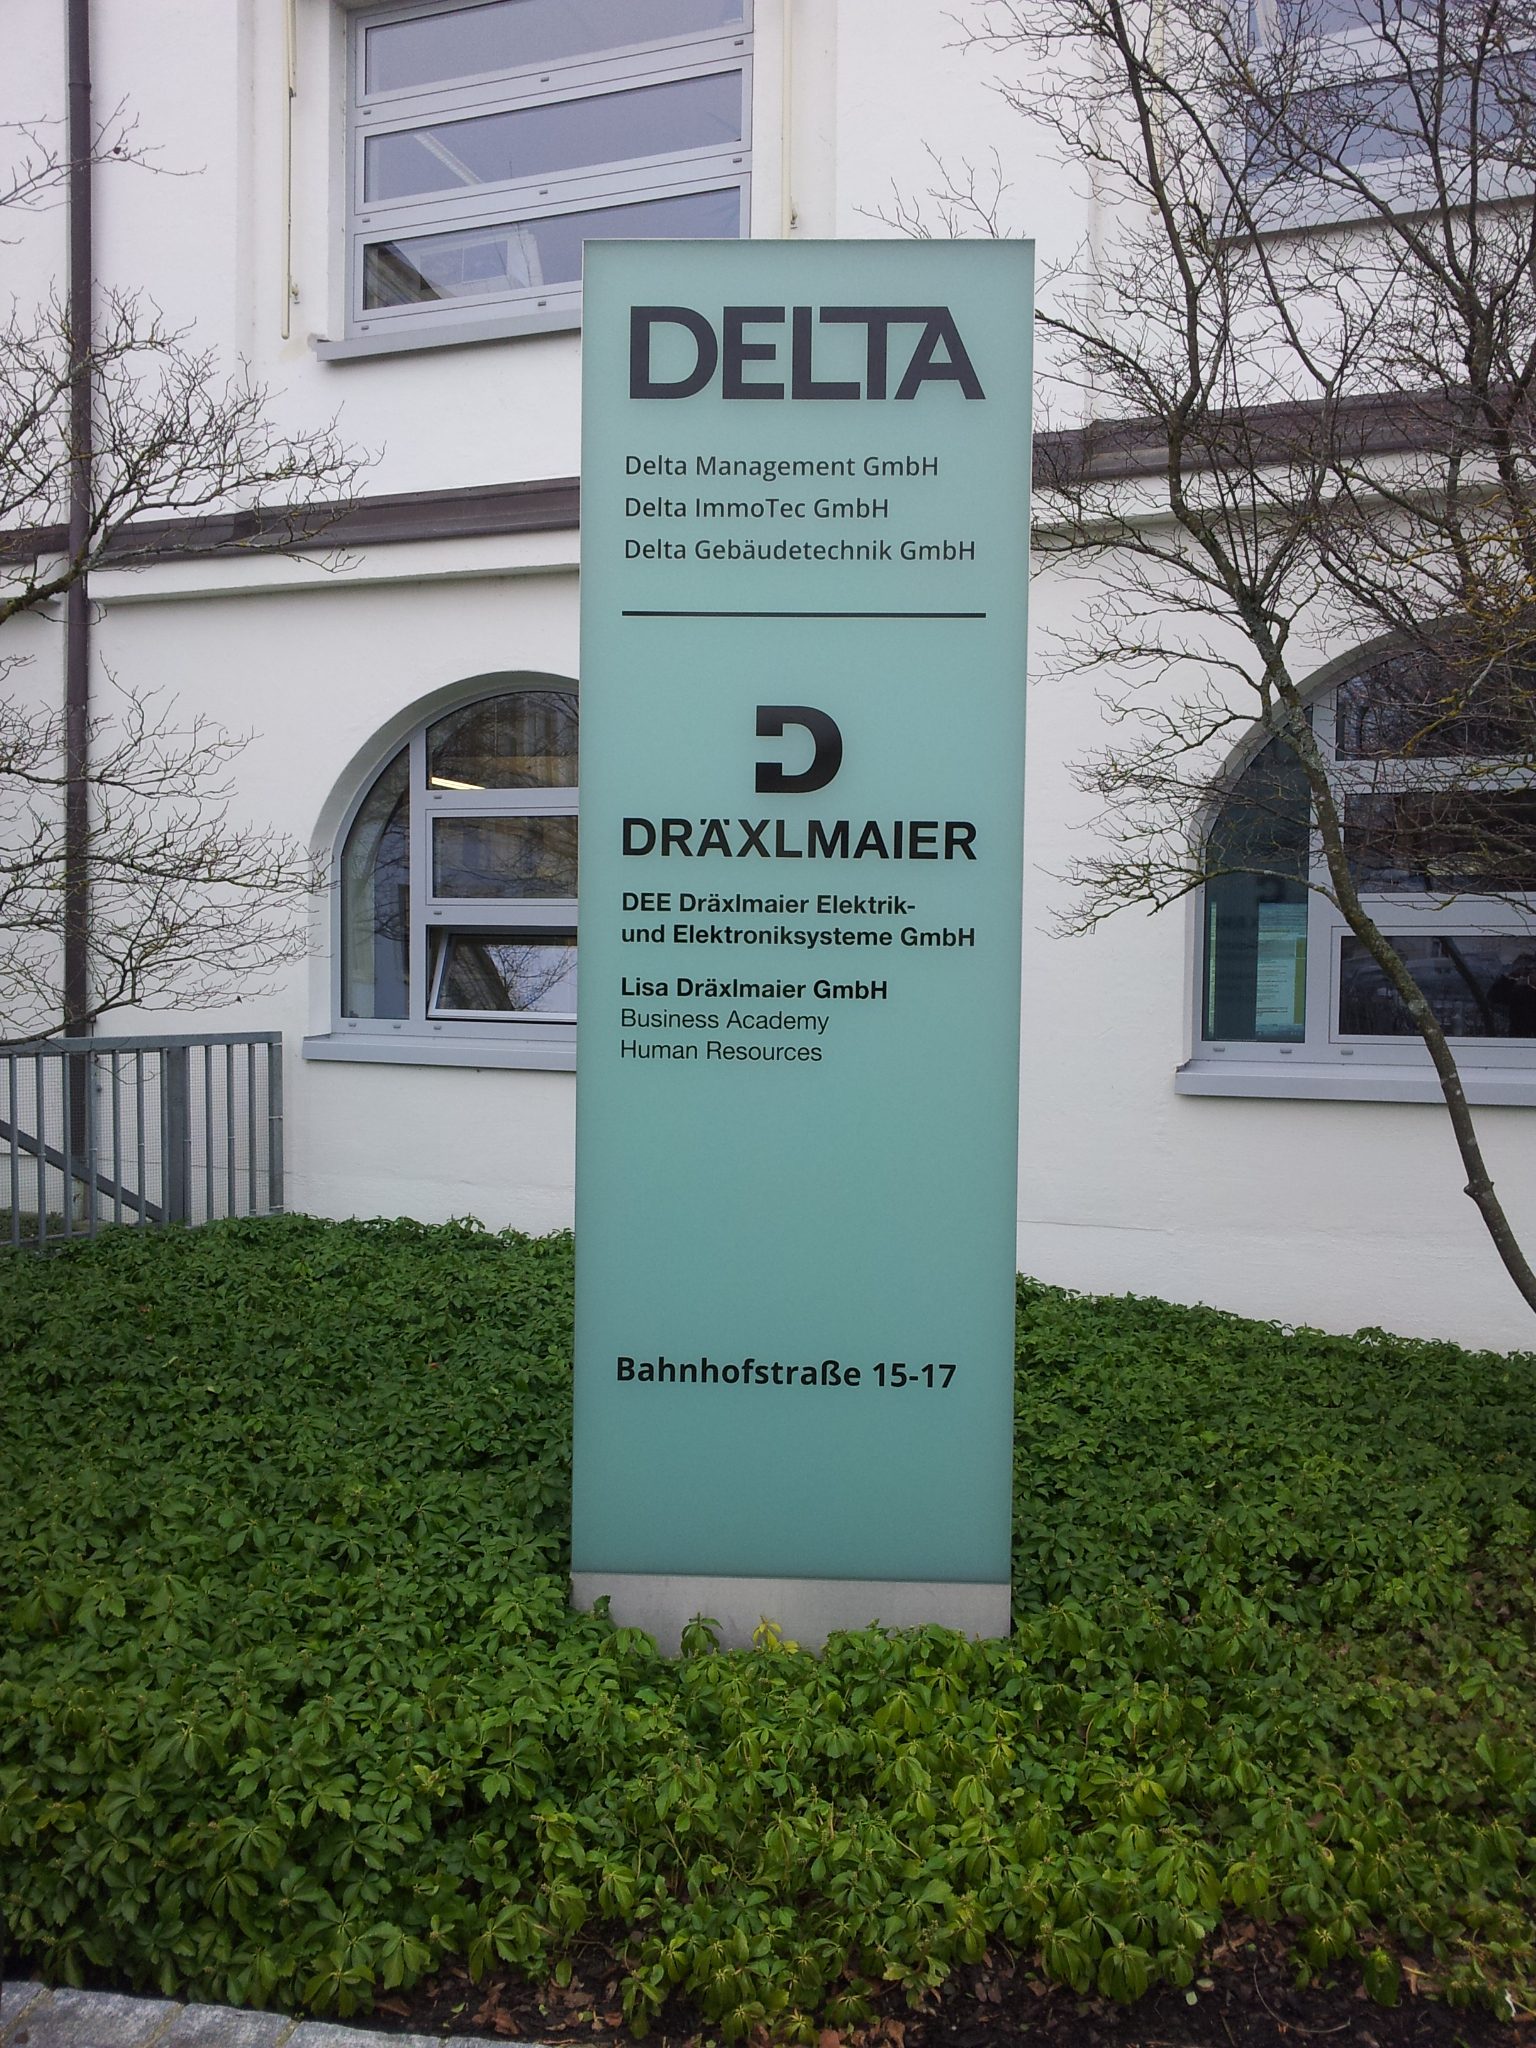 DELTA
Delta Management GmbH
Delta ImmoTec GmbH
Delta Gebäudetechnik GmbH
D
DRÄXLMAIER
DEE Dräxlmaier Elektrik-
und Elektroniksysteme GmbH
Lisa Dräxlmaier GmbH
Business Academy
Human Resources
Bahnhofstraße 15-17